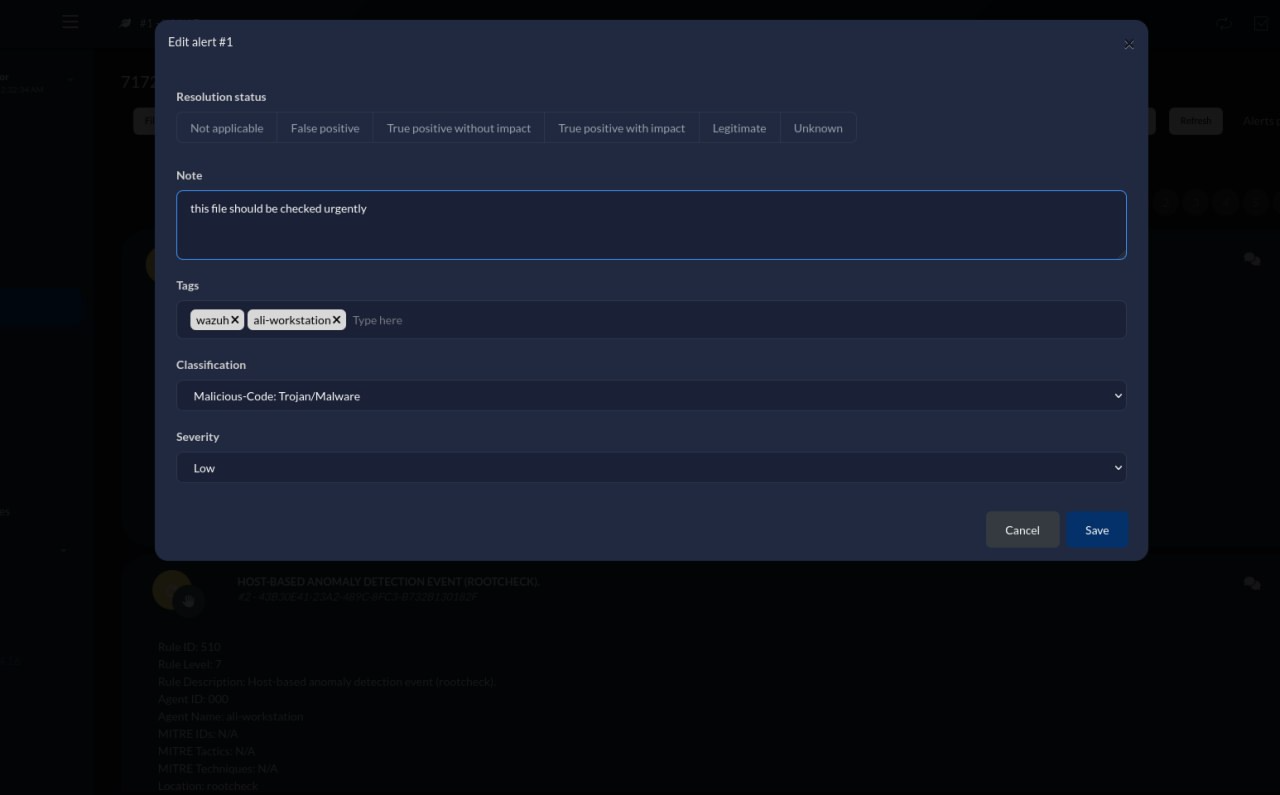 #1
Edit alert #1
7172
Resolution status
Not applicable
False positive
True positive without impact
True positive with impact
Legitimate
Unknown
Refresh
Note
this file should be checked urgently
Tags
wazuh
ali-workstation
Type here
Classification
Malicious-Code: Trojan/Malware
Severity
Low
Cancel
Save
HOST-BASED ANOMALY DETECTION EVENT (ROOTCHECK).
Rule ID: 510
Rule Level: 7
Rule Description: Host-based anomaly detection event (rootcheck).
Agent ID: 000
Agent Name: ali-workstation
MITRE IDs: N/A
MITRE Tactics: N/A
MITRE Techniques: N/A
Location: rootcheck